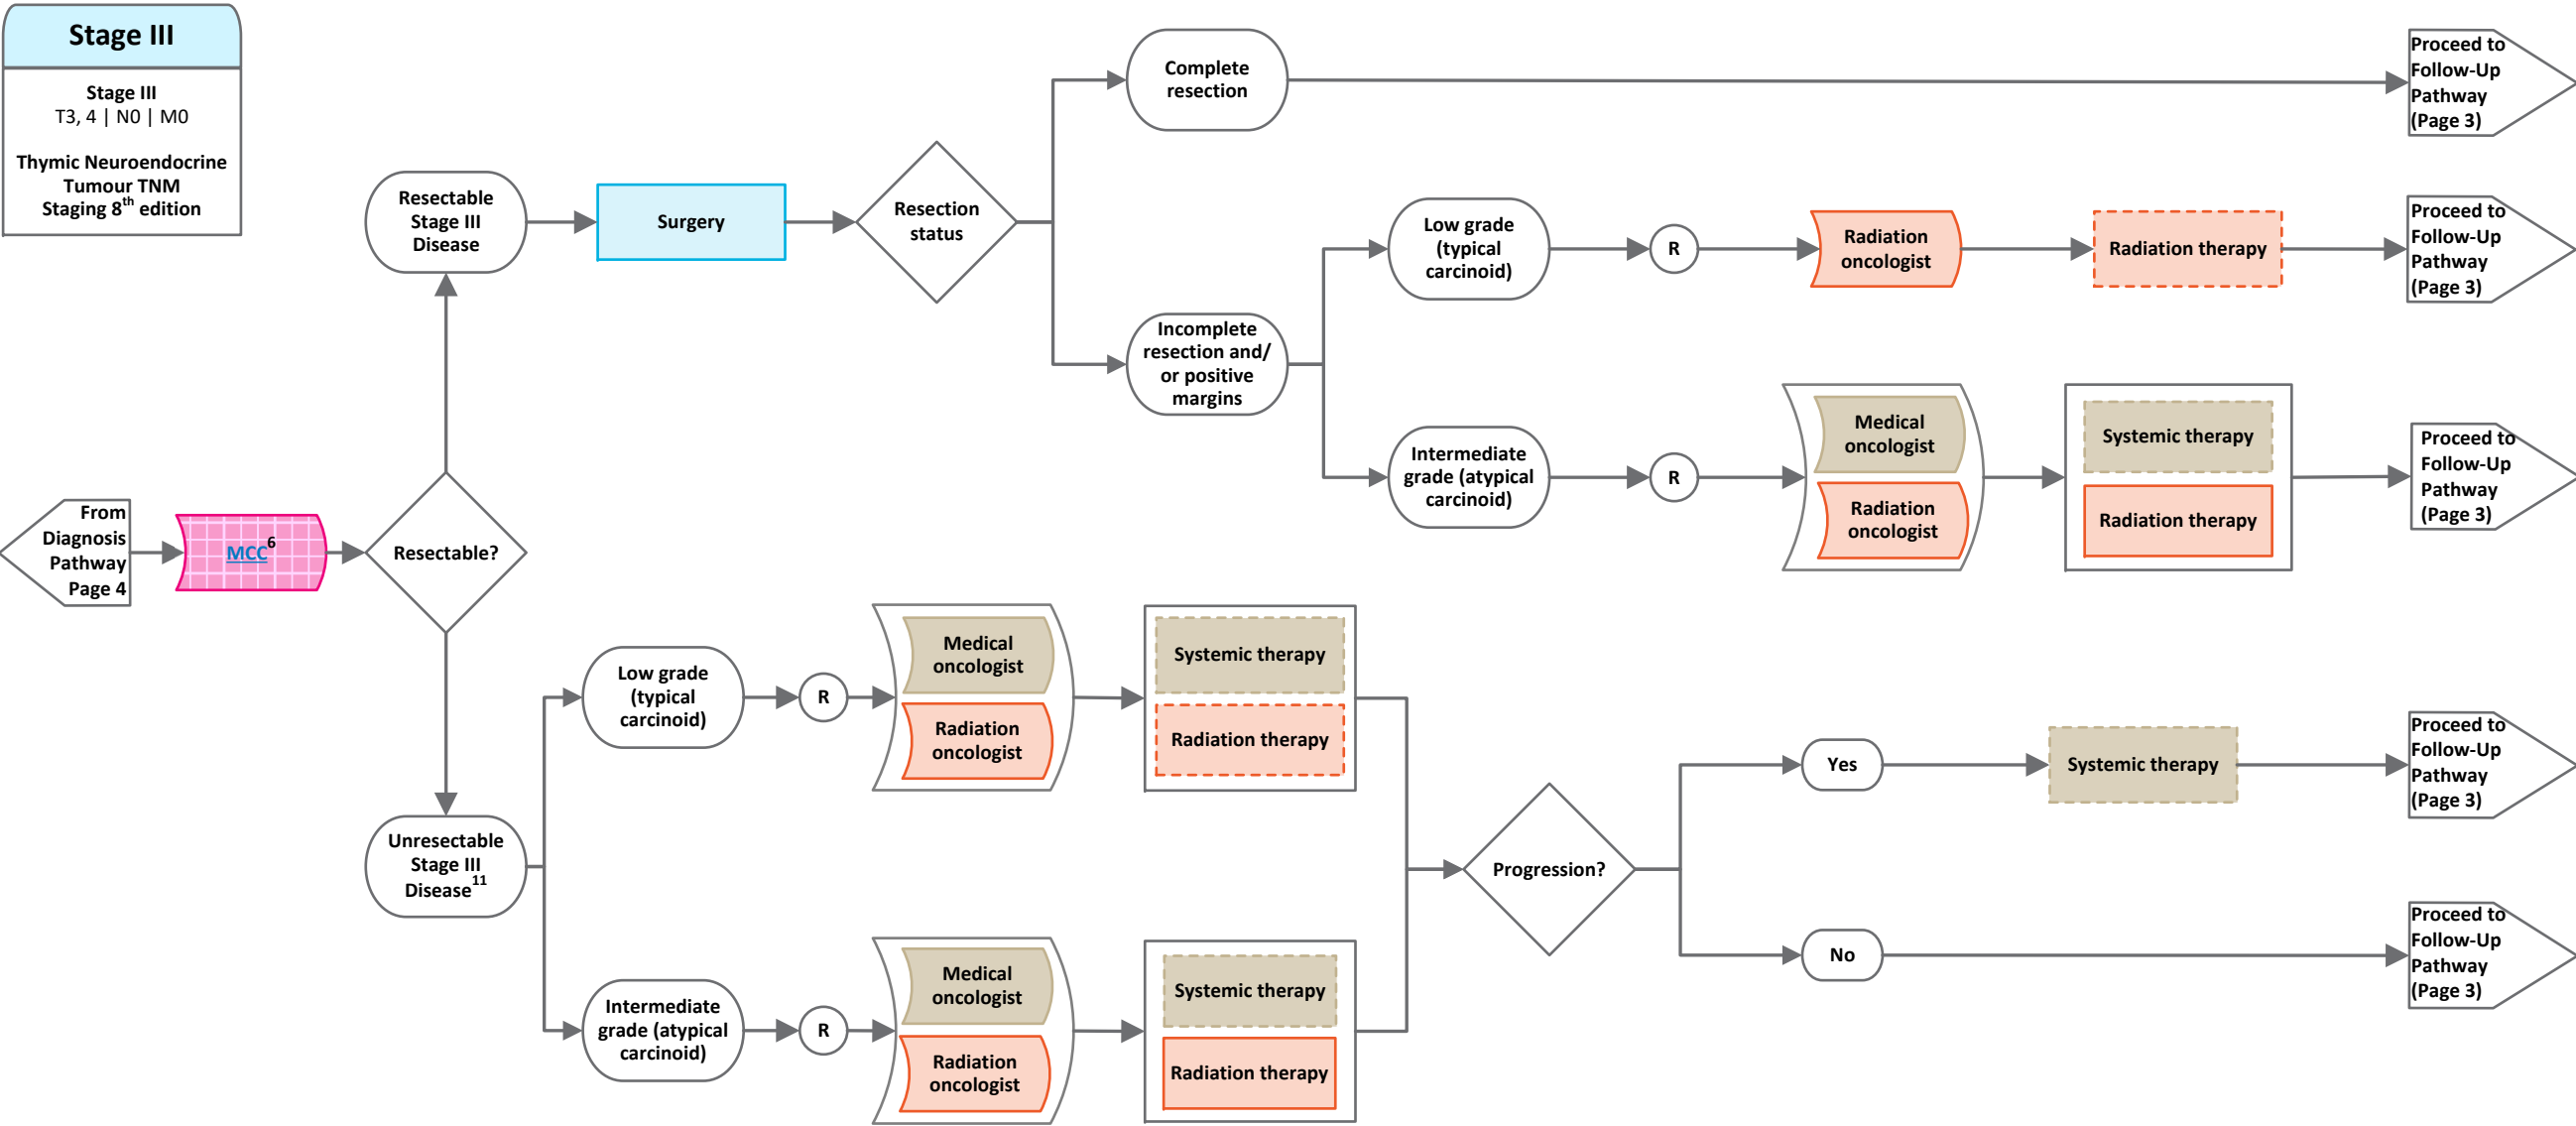 Stage III
Stage III
T3, 4 | N0 | M0
Thymic Neuroendocrine
Tumour TNM
Staging 8th edition
From
Diagnosis
Pathway
Page 4
MCC6
Resectable?
Resectable
Stage III
Disease
Surgery
Resection
status
Complete
resection
Proceed to
Follow-Up
Pathway
(Page 3)
Incomplete
resection and/
or positive
margins
Low grade
(typical
carcinoid)
R
Radiation
oncologist
Radiation therapy
Proceed to
Follow-Up
Pathway
(Page 3)
Intermediate
grade (atypical
carcinoid)
R
Medical
oncologist
Radiation
oncologist
Systemic therapy
Radiation therapy
Proceed to
Follow-Up
Pathway
(Page 3)
Unresectable
Stage III
Disease11
Low grade
(typical
carcinoid)
R
Medical
oncologist
Radiation
oncologist
Systemic therapy
Radiation therapy
Intermediate
grade (atypical
carcinoid)
R
Medical
oncologist
Radiation
oncologist
Systemic therapy
Radiation therapy
Progression?
Yes
Systemic therapy
Proceed to
Follow-Up
Pathway
(Page 3)
No
Proceed to
Follow-Up
Pathway
(Page 3)